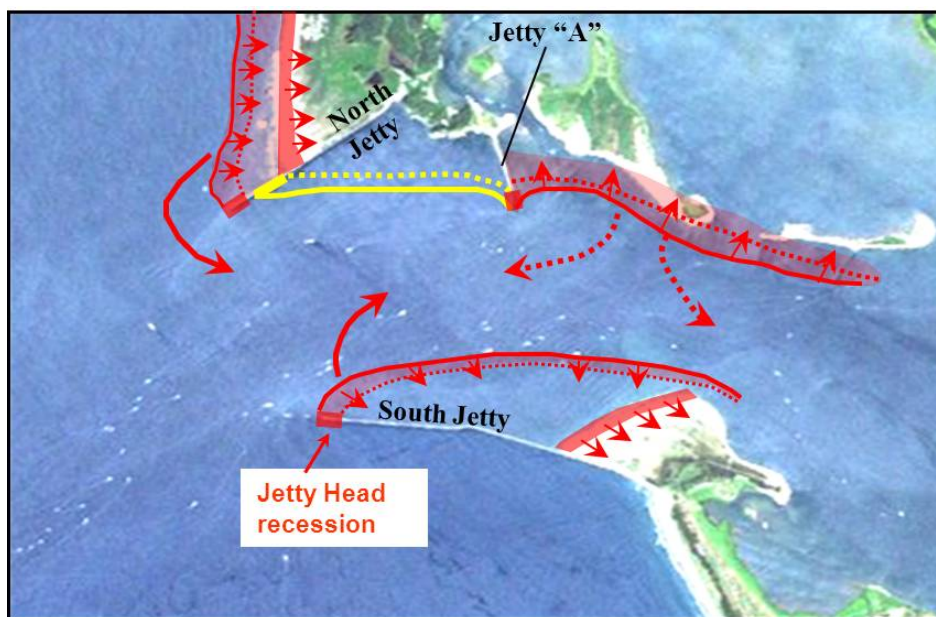 Jetty “A”
North
Jetty
South Jetty
Jetty Head
recession